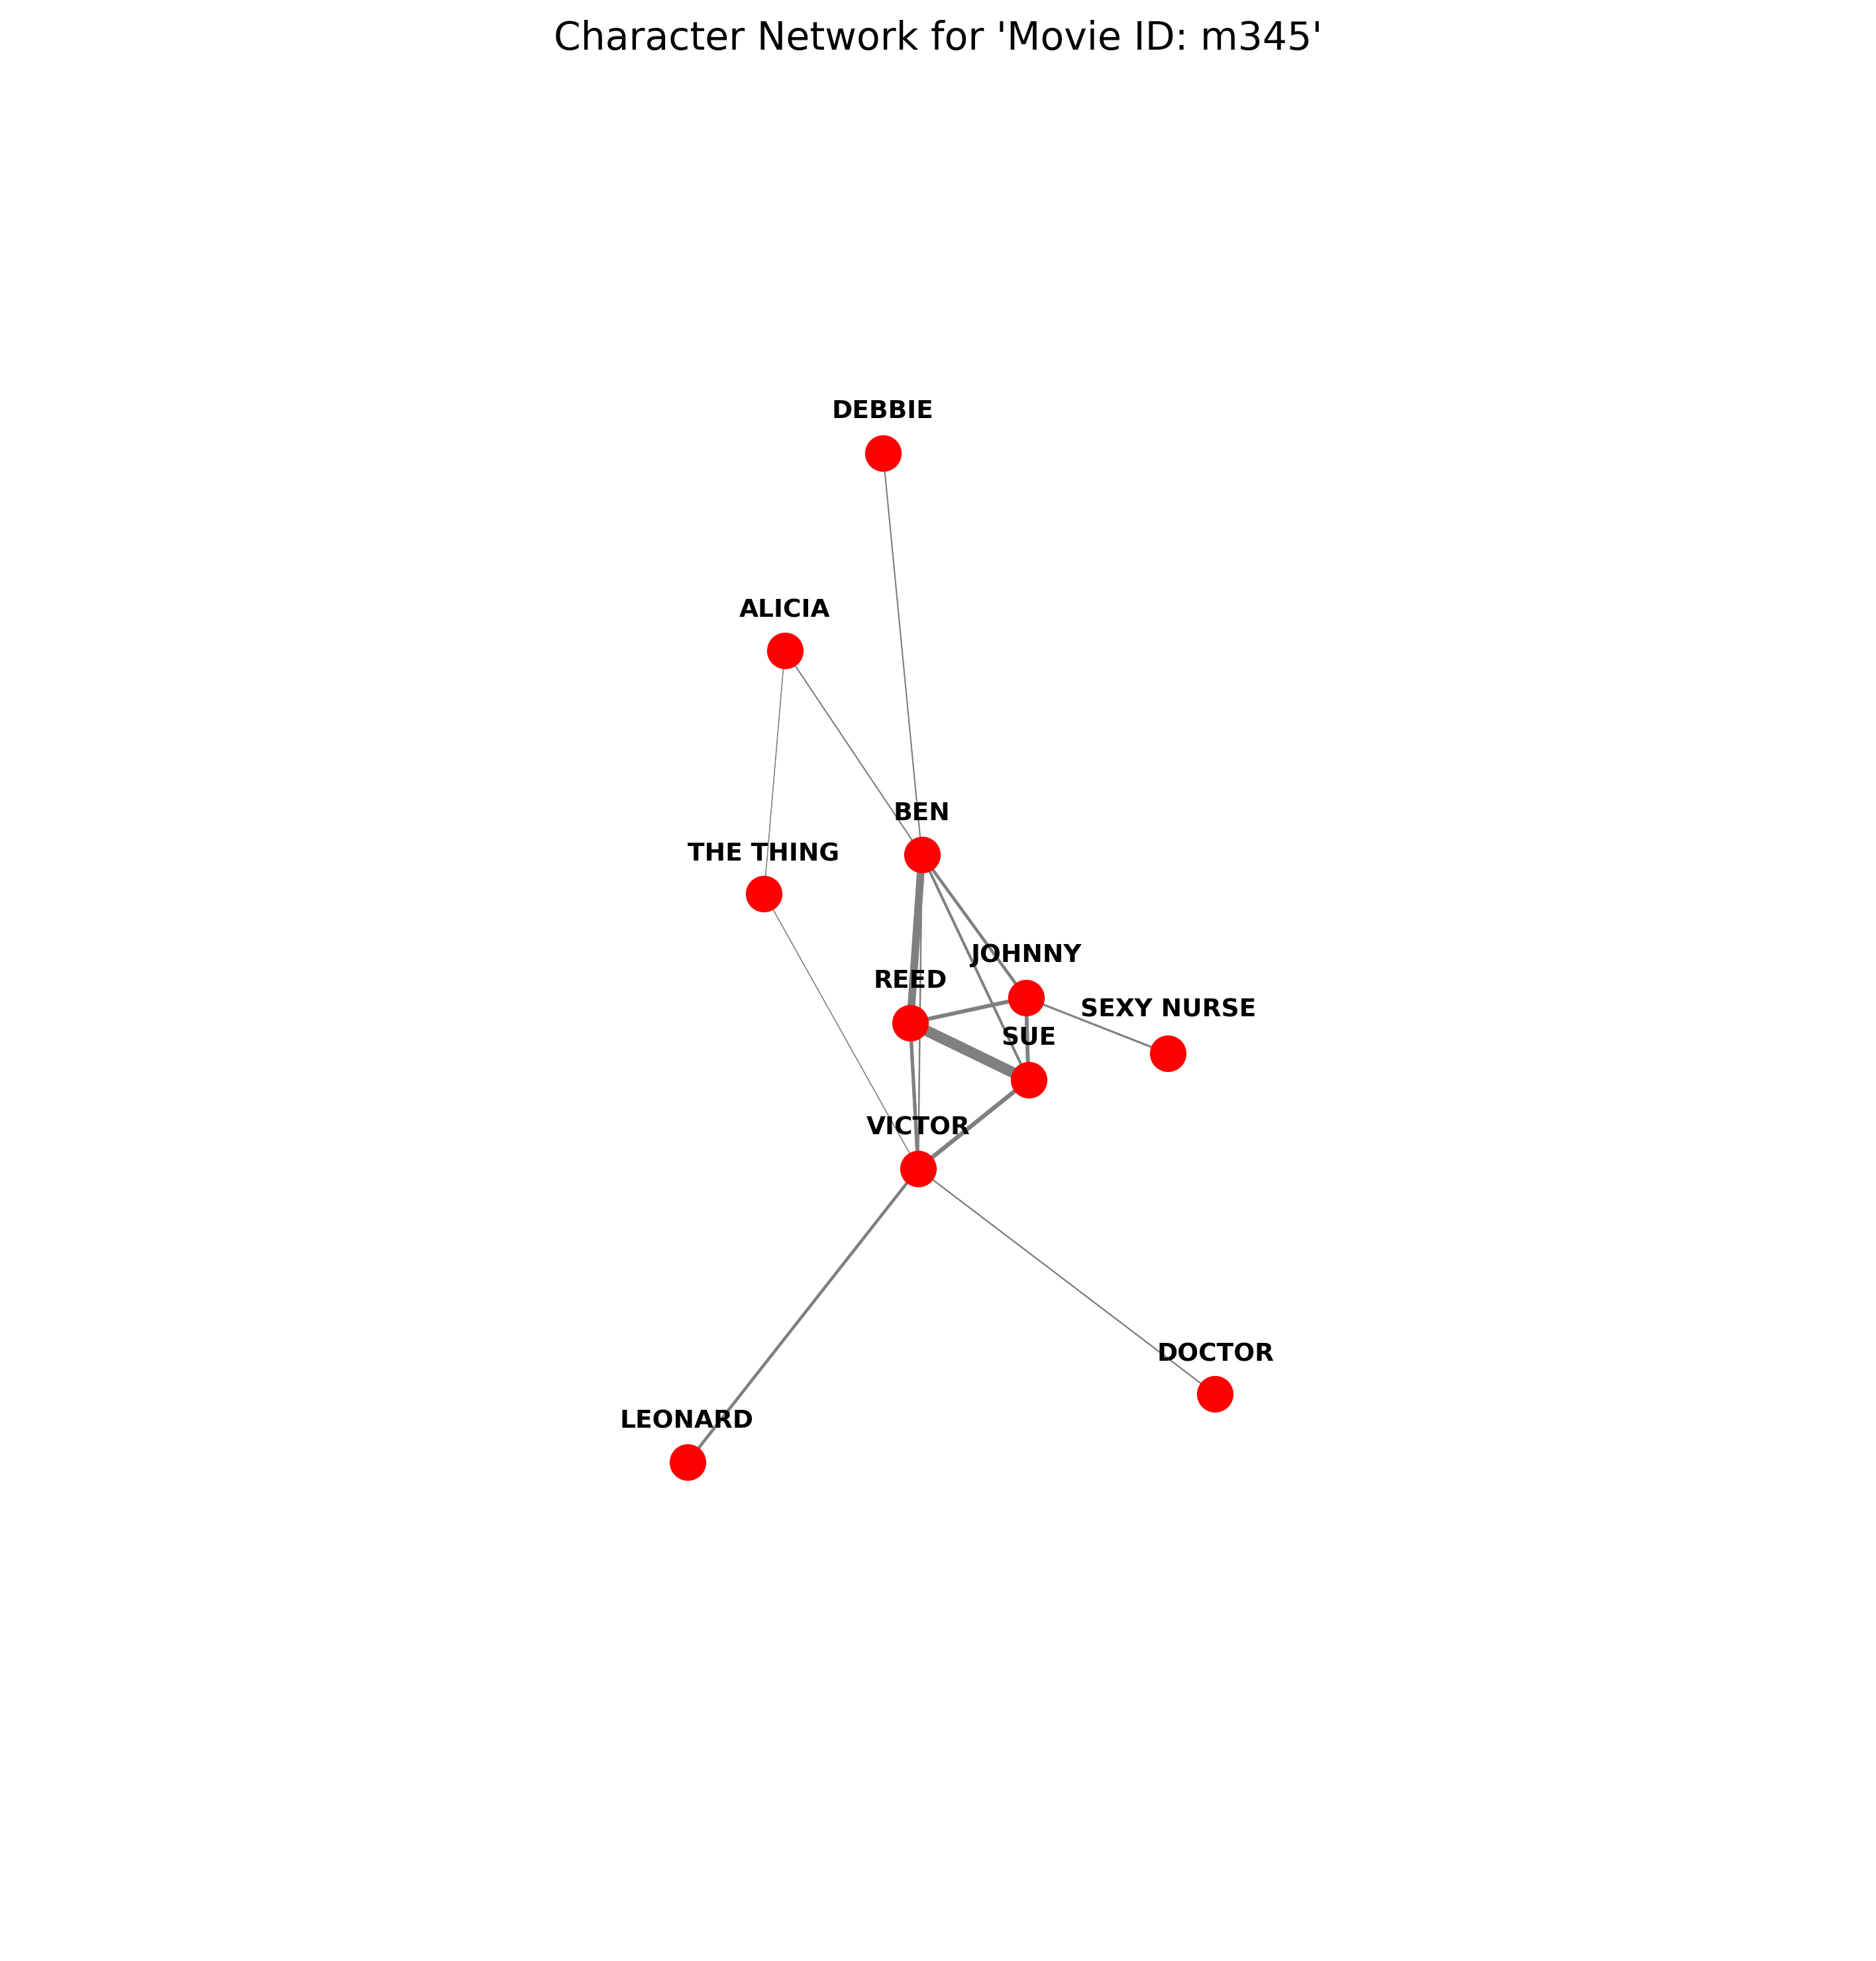 Character Network for 'Movie ID: m345'
DEBBIE
ALICIA
BEN
THE THING
JOHNNY
REED
SEXY NURSE
SUE
VICTOR
DOCTOR
LEONARD